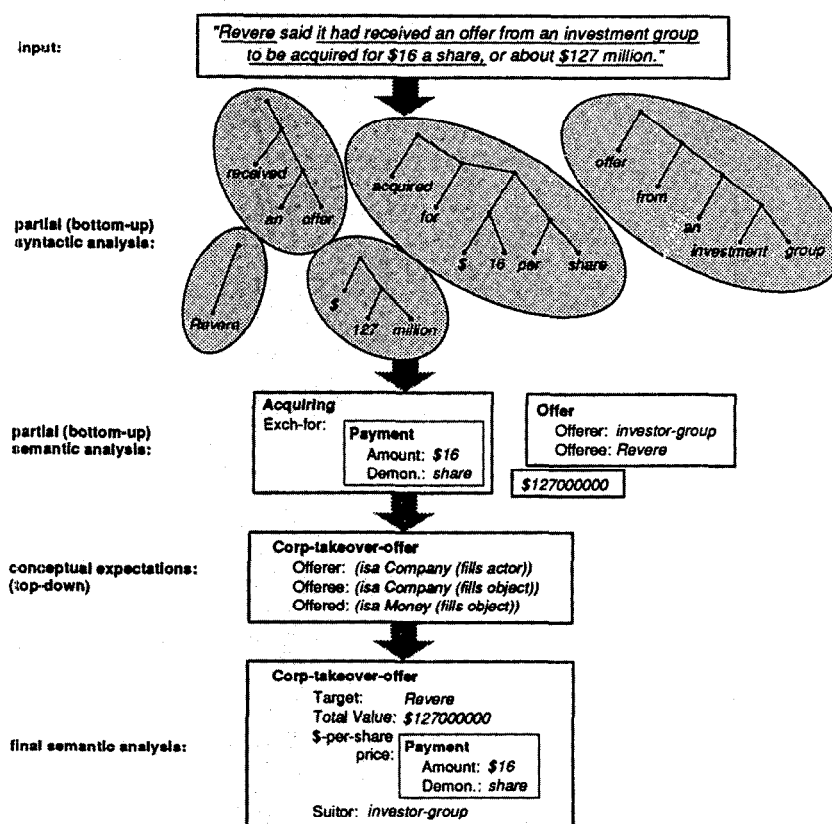 input:
"Revere said it had received an offer from an investment group
to be acquired for $16 a share, or about $127 million."
partial (bottom-up)
syntactic analysis:
received
an offer
Revere
$
127 million
acquired
for
$ 16 per share
offer
from
an
investment group
partial (bottom-up)
semantic analysis:
Acquiring
Exch-for:
Payment
Amount: $16
Demon.: share
Offer
Offerer: investor-group
Offeree: Revere
$127000000
conceptual expectations:
(top-down)
Corp-takeover-offer
Offerer: (isa Company (fills actor))
Offeree: (isa Company (fills object))
Offered: (isa Money (fills object))
final semantic analysis:
Corp-takeover-offer
Target: Revere
Total Value: $127000000
$-per-share
price:
Payment
Amount: $16
Demon.: share
Suitor: investor-group